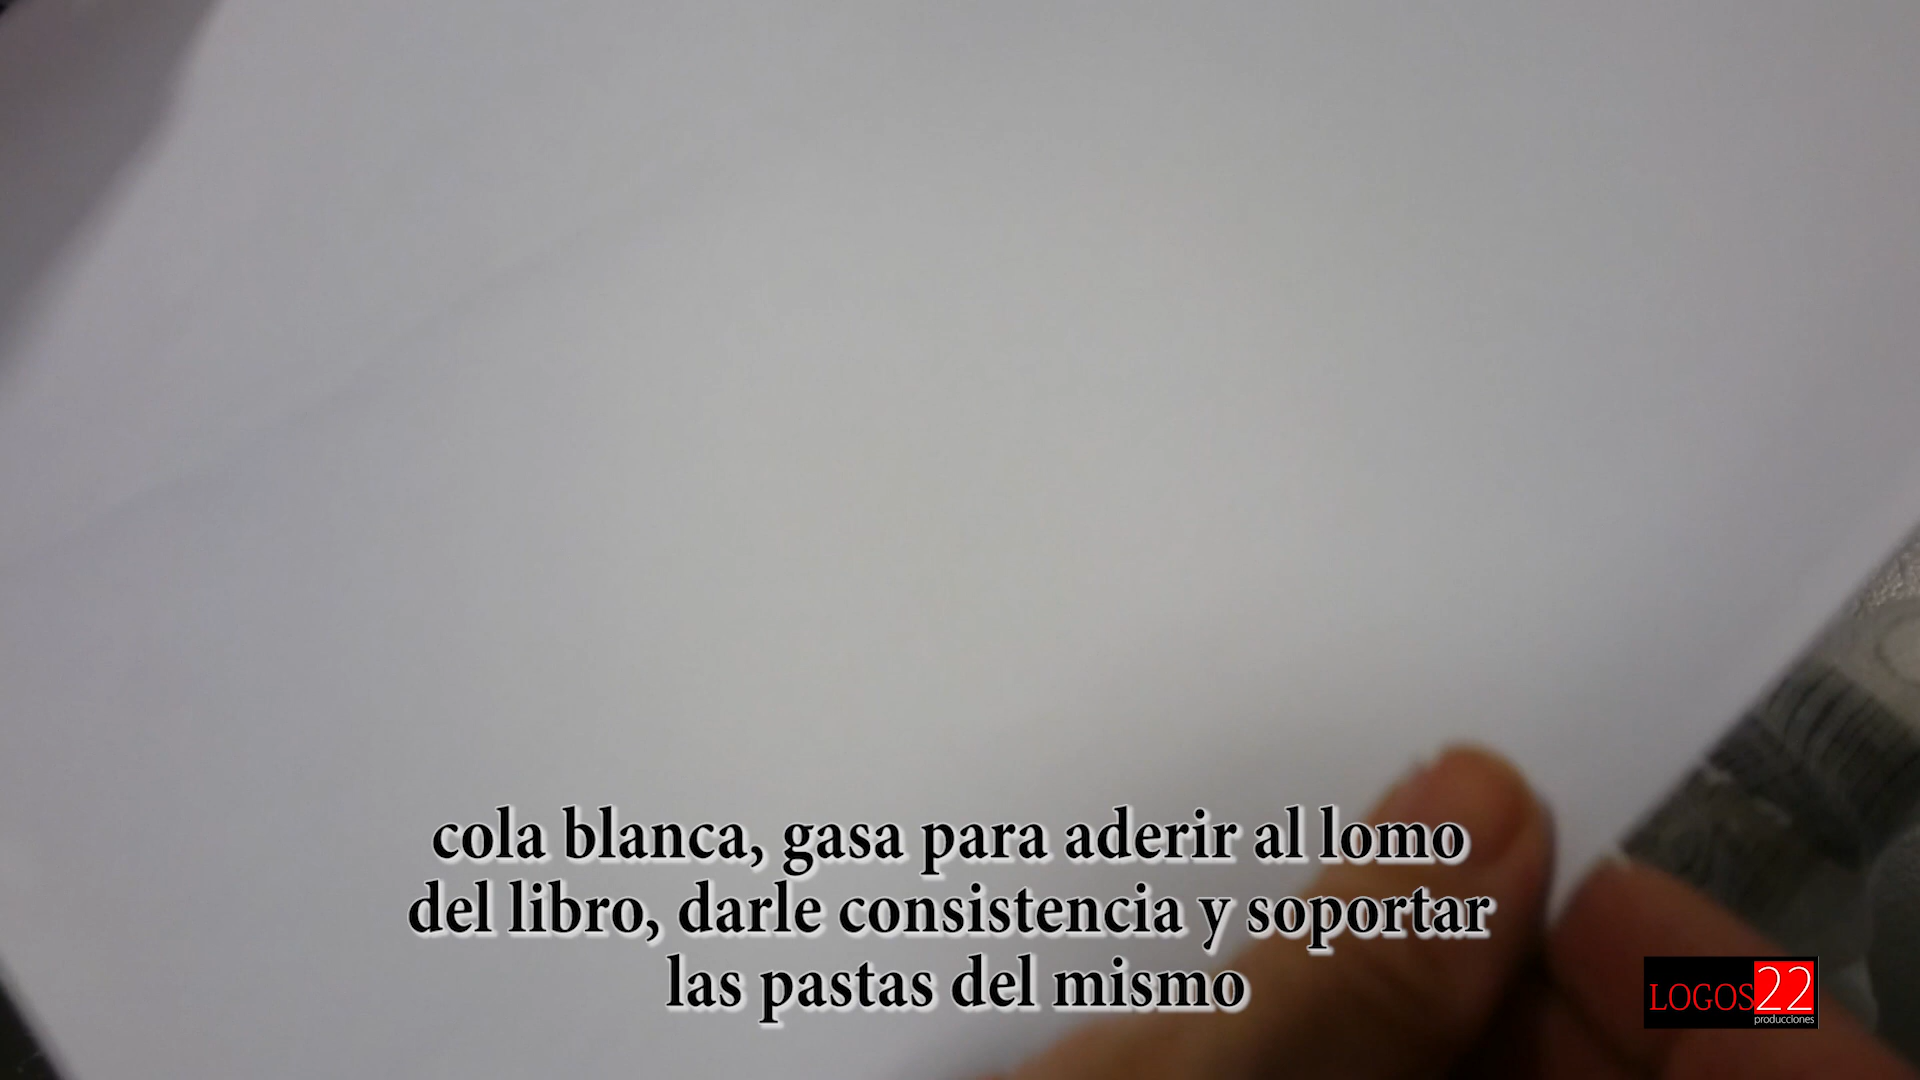 cola blanca, gasa para aderir al lomo
del libro, darle consistencia y soportar
las pastas del mismo
LOGOS22
producciones